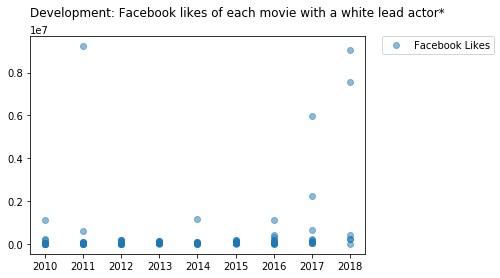 Development: Facebook likes of each movie with a white lead actor*
1e7
Facebook Likes
0.8
0.6
0.4
0.2
0.0
2010 2011 2012 2013 2014 2015 2016 2017 2018